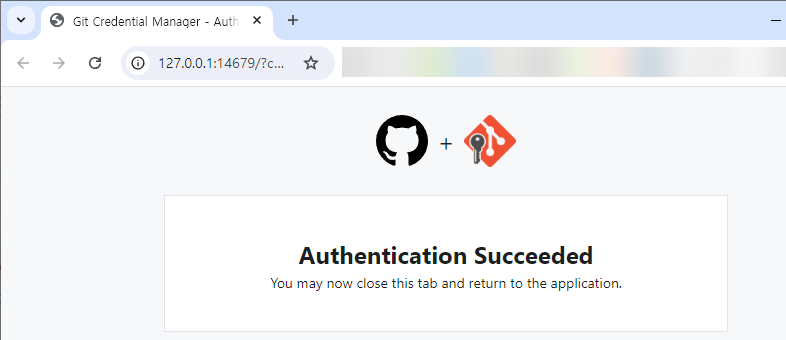 Git Credential Manager - Auth
127.0.0.1:14679/?c...
+
Authentication Succeeded
You may now close this tab and return to the application.